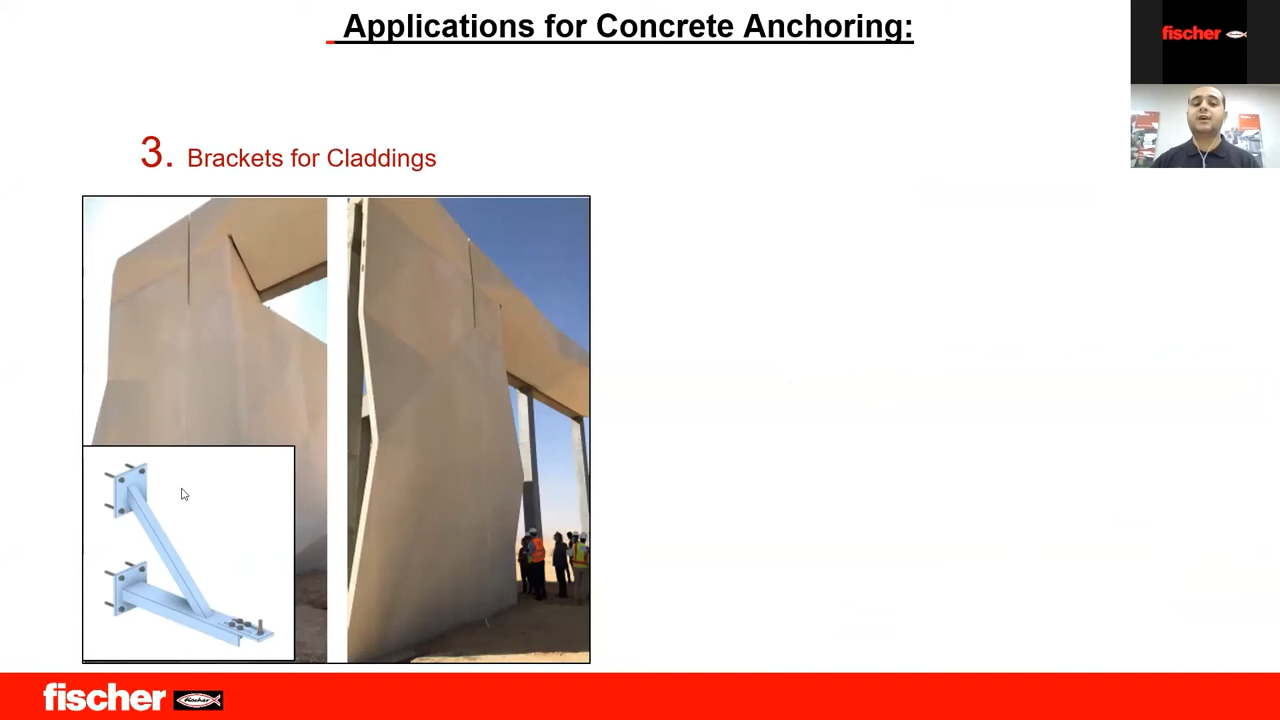 Applications for Concrete Anchoring:
fischer
3. Brackets for Claddings
fischer